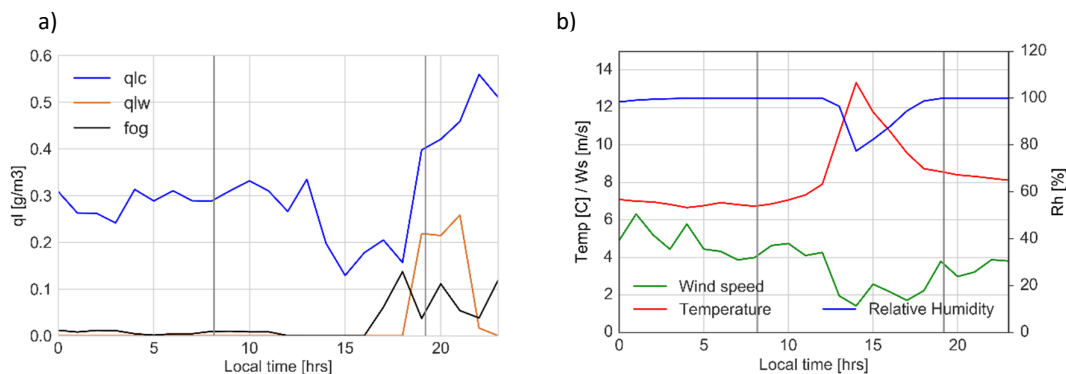 a)
0.6
0.5
0.4
0.3
0.2
0.1
0.0
ql [g/m3]
qlc
qlw
fog
0 5 10 15 20
Local time [hrs]
b)
14
12
10
8
6
4
2
0
Temp [C] / Ws [m/s]
120
100
80
60
40
20
0
Rh [%]
Wind speed
Temperature
Relative Humidity
0 5 10 15 20
Local time [hrs]